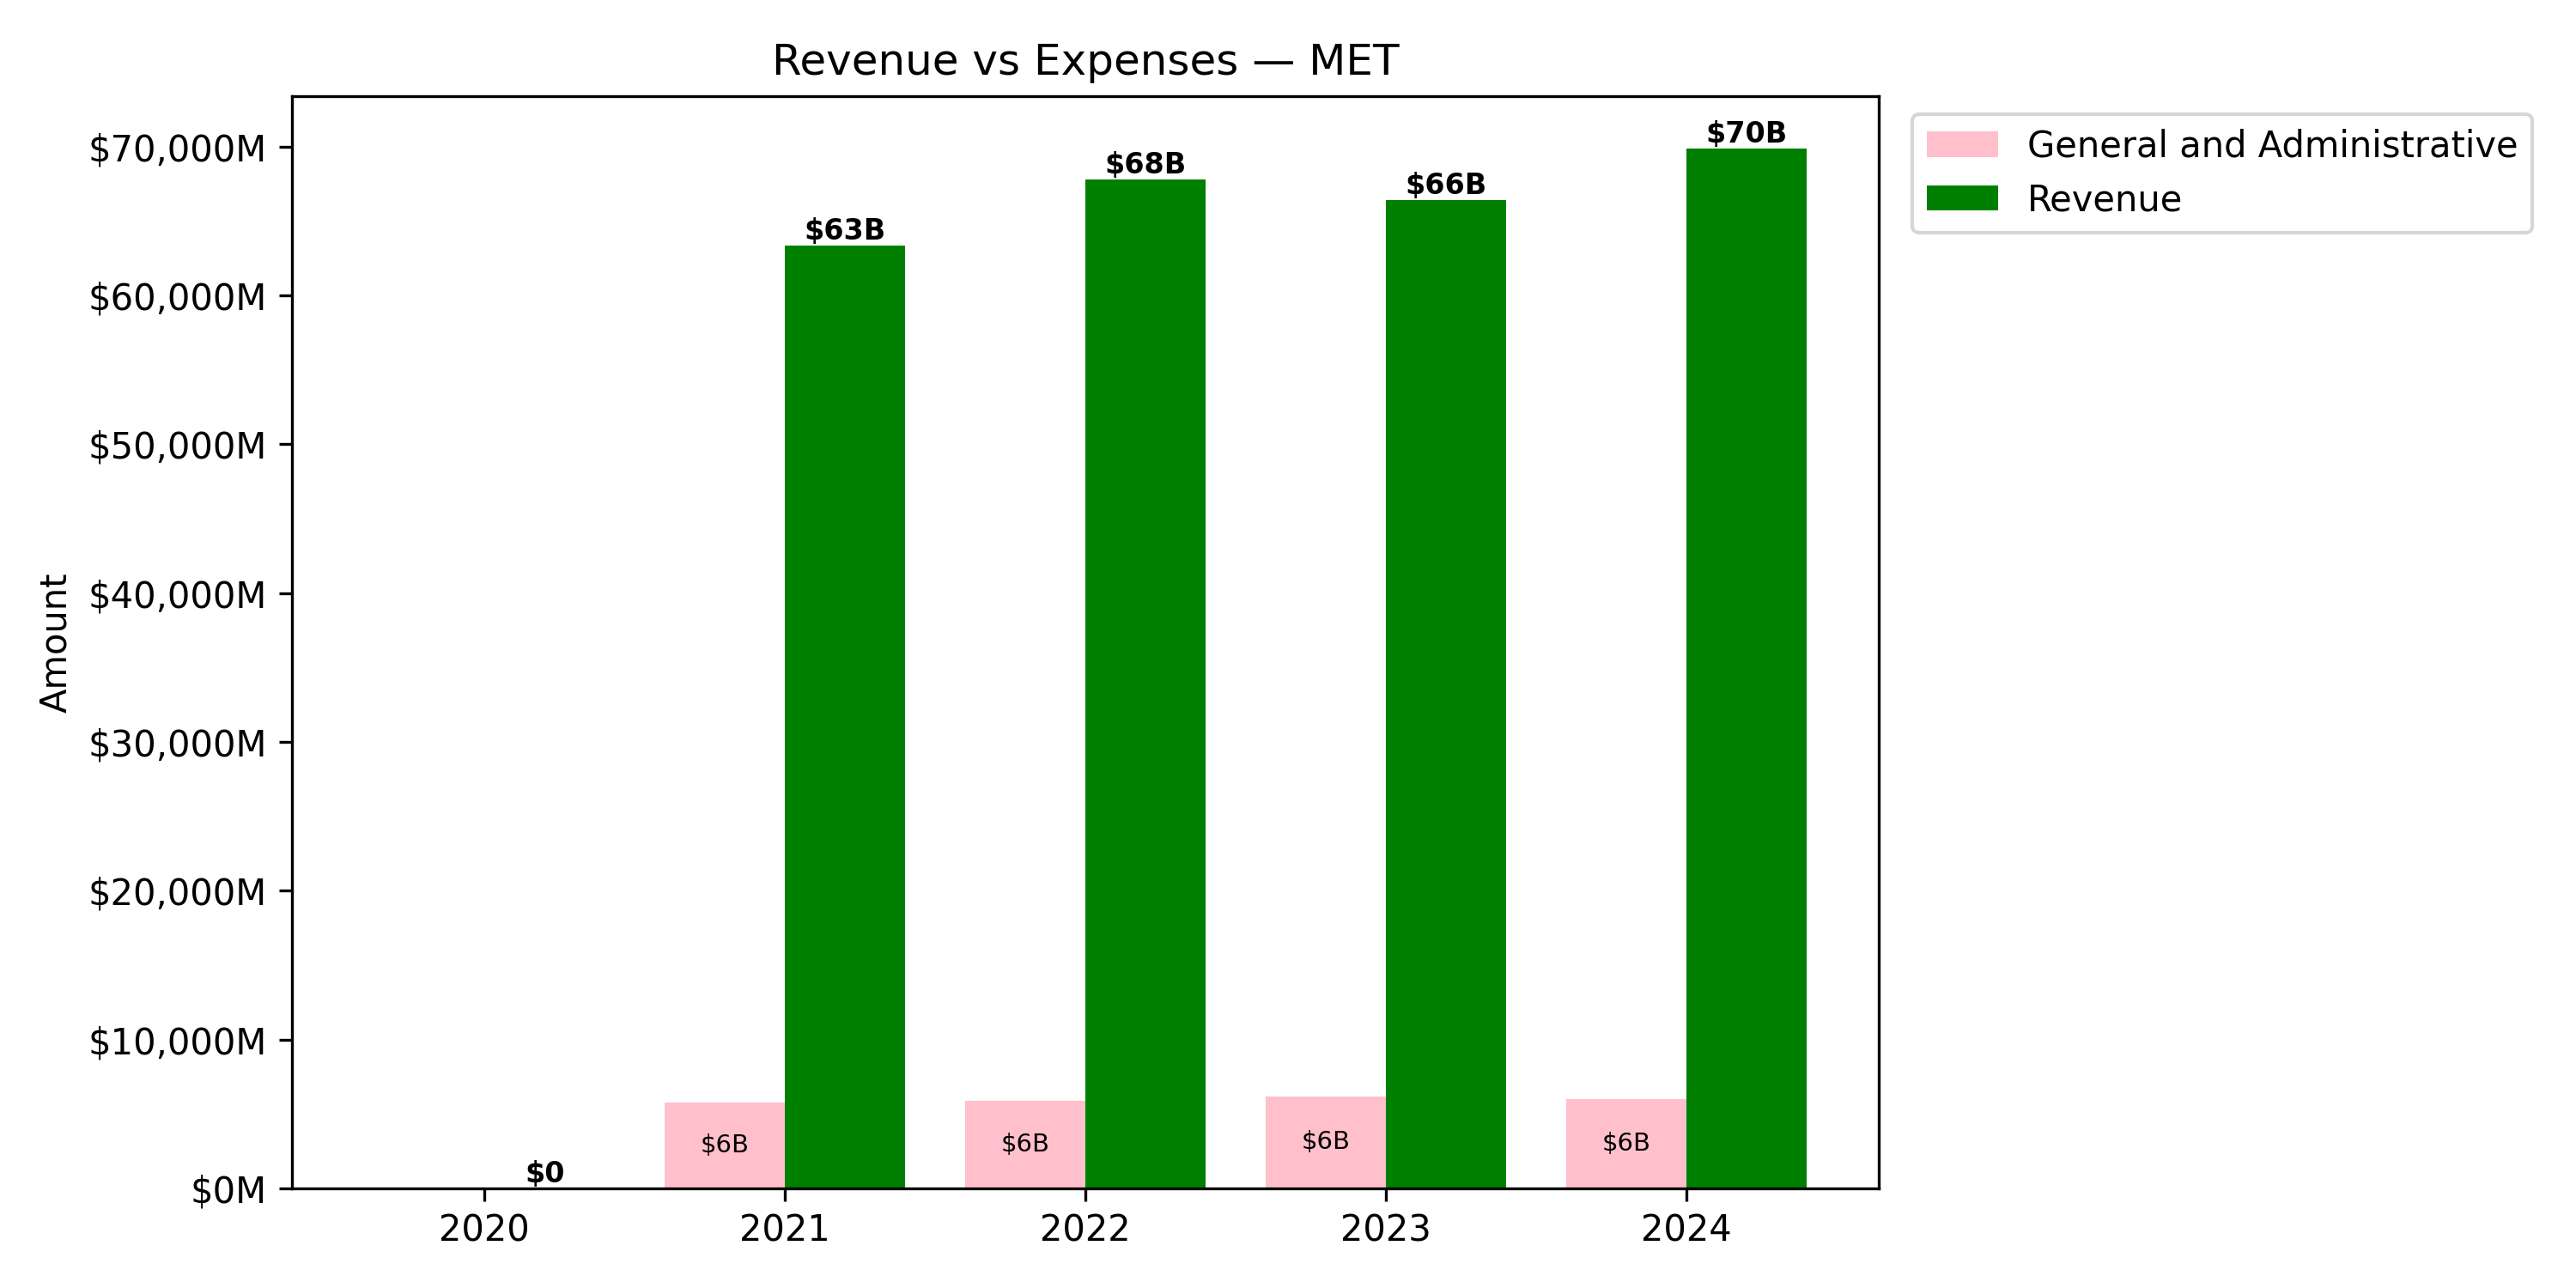 Revenue vs Expenses — MET
General and Administrative
Revenue
Amount
$70,000M
$60,000M
$50,000M
$40,000M
$30,000M
$20,000M
$10,000M
$0M
$0
$6B
$63B
$6B
$68B
$6B
$66B
$6B
$70B
2020
2021
2022
2023
2024